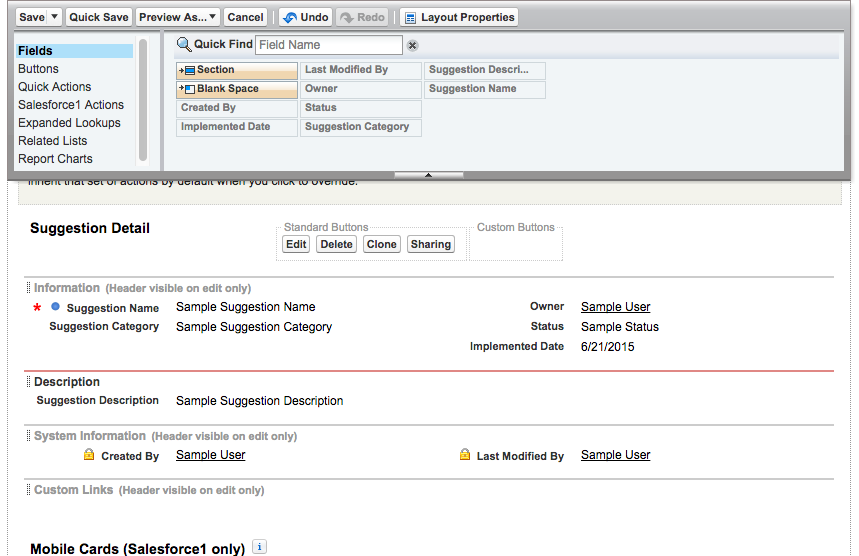 Save Quick Save Preview As... Cancel Undo Redo Layout Properties
Fields
Buttons
Quick Actions
Salesforce1 Actions
Expanded Lookups
Related Lists
Report Charts
Quick Find Field Name
Section Last Modified By Suggestion Descri...
Blank Space Owner Suggestion Name
Created By Status
Implemented Date Suggestion Category
inherit that set of actions by default when you click to override.
Suggestion Detail
Standard Buttons
Edit Delete Clone Sharing
Custom Buttons
Information (Header visible on edit only)
* Suggestion Name Sample Suggestion Name Owner Sample User
Suggestion Category Sample Suggestion Category Status Sample Status
Implemented Date 6/21/2015
Description
Suggestion Description Sample Suggestion Description
System Information (Header visible on edit only)
Created By Sample User Last Modified By Sample User
Custom Links (Header visible on edit only)
Mobile Cards (Salesforce1 only) i